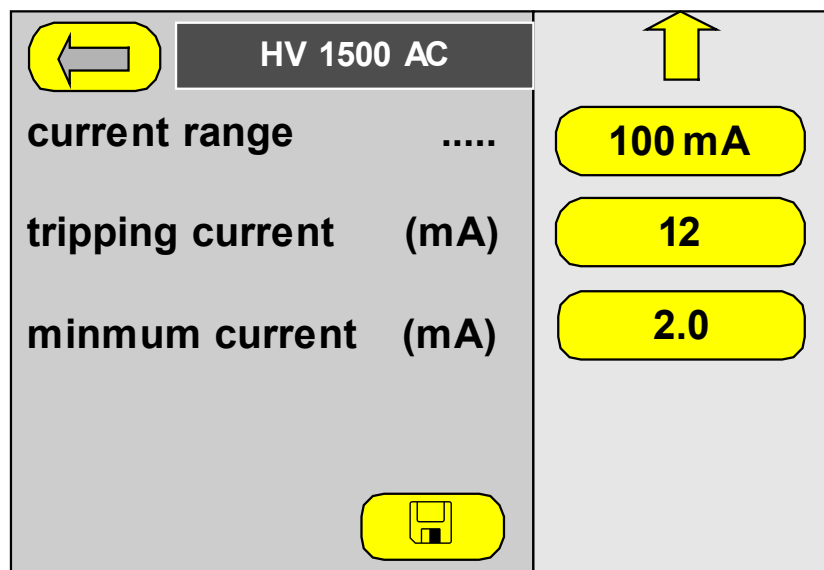 HV 1500 AC
current range ..... 100 mA
tripping current (mA) 12
minmum current (mA) 2.0